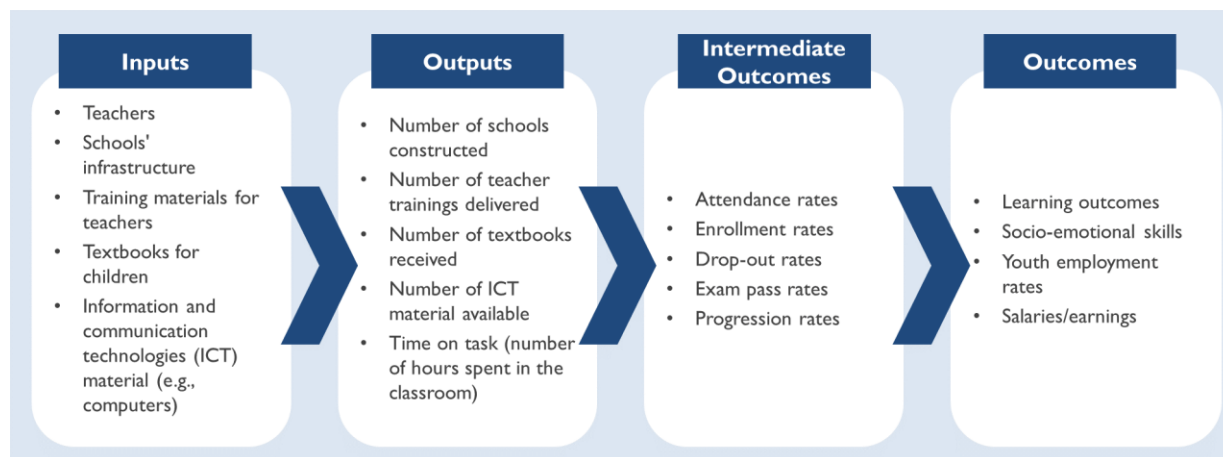 Inputs
• Teachers
• Schools'
infrastructure
• Training materials for
teachers
• Textbooks for
children
• Information and
communication
technologies (ICT)
material (e.g.,
computers)
Outputs
• Number of schools
constructed
• Number of teacher
trainings delivered
• Number of textbooks
received
• Number of ICT
material available
• Time on task (number
of hours spent in the
classroom)
Intermediate
Outcomes
• Attendance rates
• Enrollment rates
• Drop-out rates
• Exam pass rates
• Progression rates
Outcomes
• Learning outcomes
• Socio-emotional skills
• Youth employment
rates
• Salaries/earnings